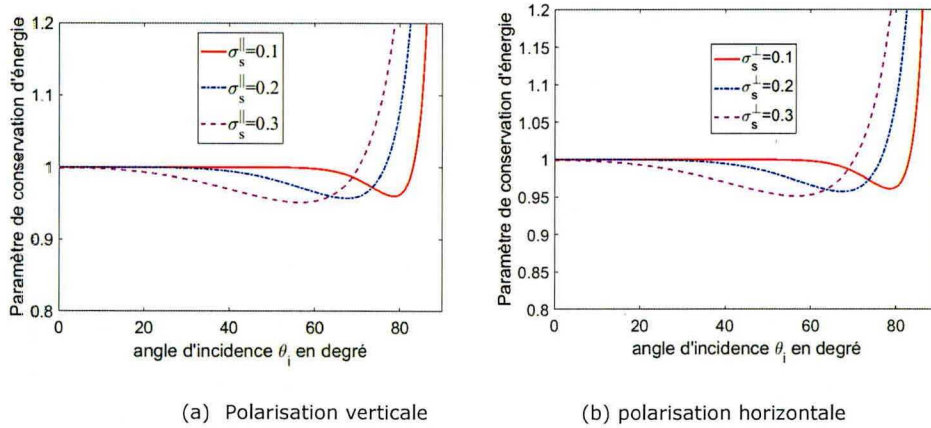 Paramètre de conservation d'énergie
1.2
1.1
1
0.9
0.8
σs||=0.1
σs||=0.2
σs||=0.3
0 20 40 60 80
angle d'incidence θi en degré
(a) Polarisation verticale
Paramètre de conservation d'énergie
1.2
1.15
1.1
1.05
1
0.95
0.9
0.85
0.8
σs⊥=0.1
σs⊥=0.2
σs⊥=0.3
0 20 40 60 80
angle d'incidence θi en degré
(b) polarisation horizontale